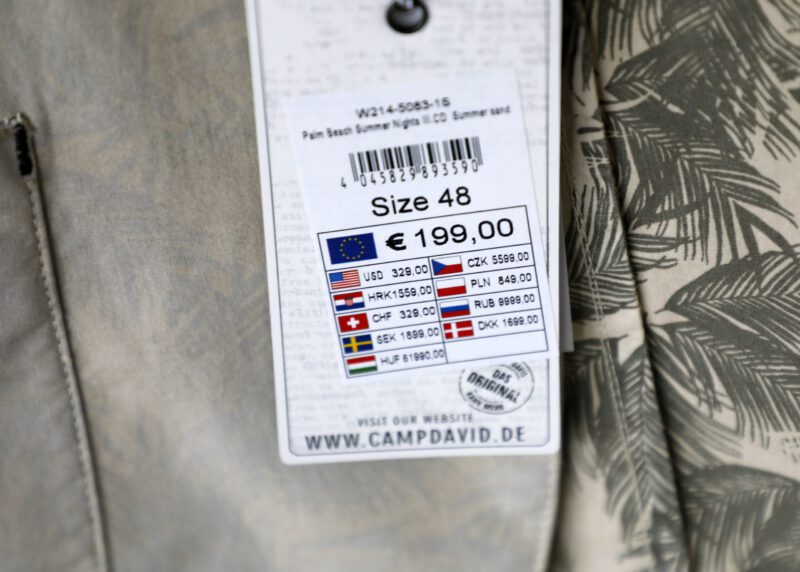 W214-5083-1S
Palm Beach Summer Nights III.CD Summer sand
4 045829 893590
Size 48
€ 199,00
USD 329,00 CZK 5599,00
HRK1559,00 PLN 849,00
CHF 329,00 RUB 9999,00
SEK 1899,00 DKK 1699,00
HUF 61990,00
DAS
ORIGINAL
VISIT OUR WEBSITE
WWW.CAMPDAVID.DE